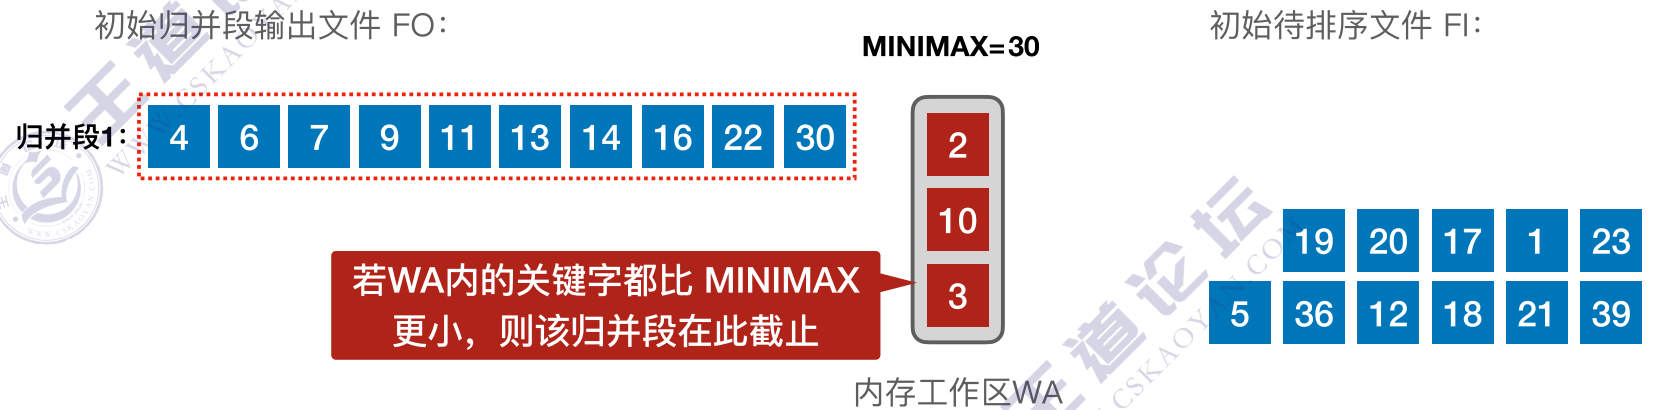 初始归并段输出文件 FO：
MINIMAX=30
初始待排序文件 FI：
归并段1：
4 6 7 9 11 13 14 16 22 30
2
10
3
19 20 17 1 23
5 36 12 18 21 39
若WA内的关键字都比 MINIMAX
更小，则该归并段在此截止
内存工作区WA
王道论坛
WWW.CSKAOYAN.COM